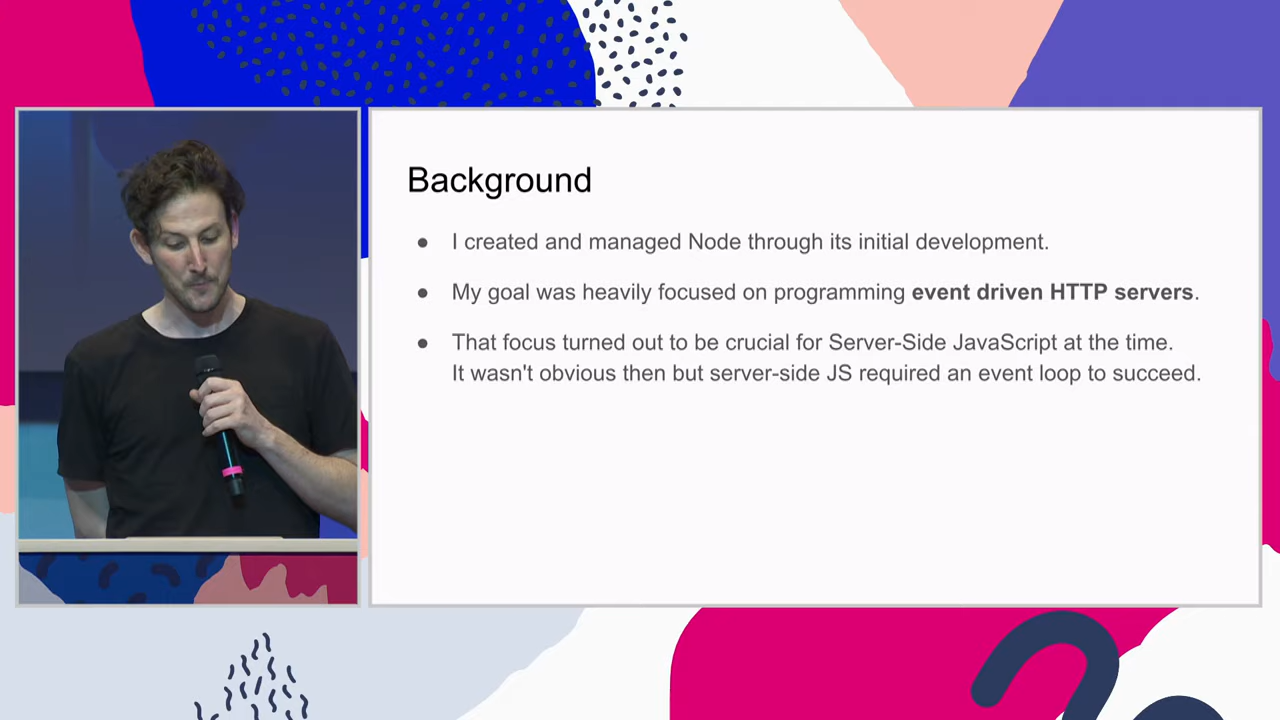 Background
● I created and managed Node through its initial development.
● My goal was heavily focused on programming event driven HTTP servers.
● That focus turned out to be crucial for Server-Side JavaScript at the time.
It wasn't obvious then but server-side JS required an event loop to succeed.